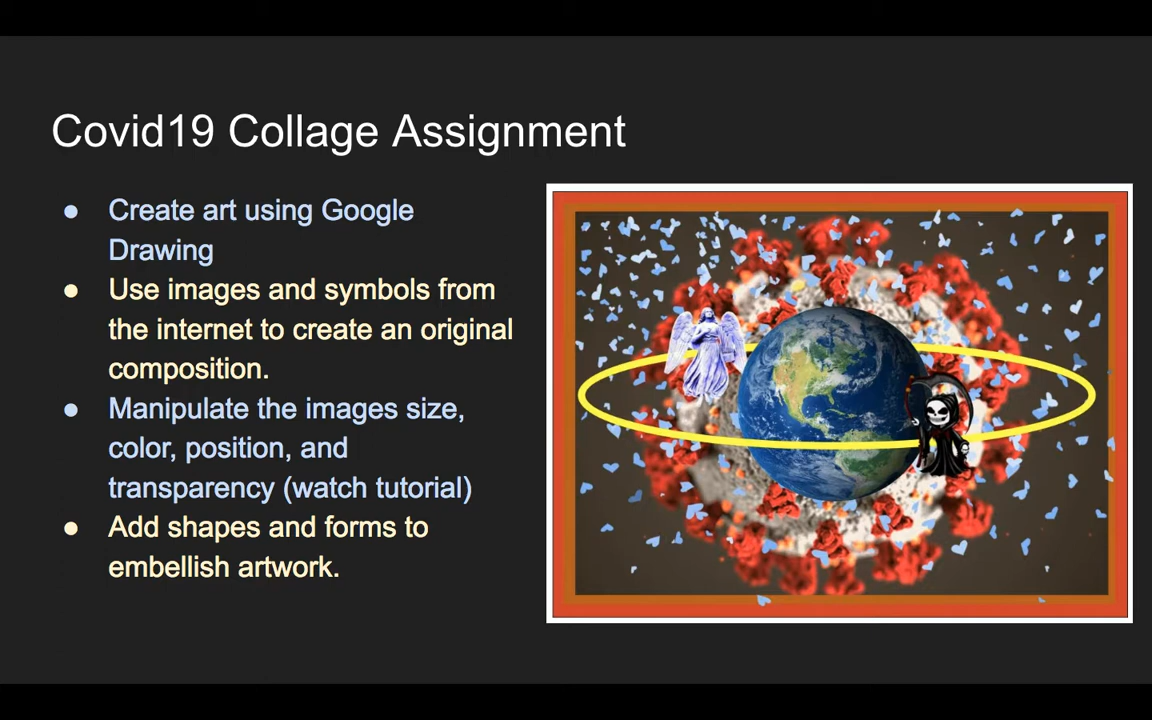 Covid19 Collage Assignment
● Create art using Google
Drawing
● Use images and symbols from
the internet to create an original
composition.
● Manipulate the images size,
color, position, and
transparency (watch tutorial)
● Add shapes and forms to
embellish artwork.